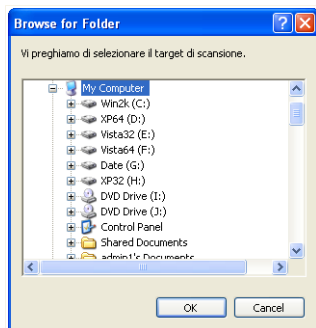 Browse for Folder
Vi preghiamo di selezionare il target di scansione.
My Computer
Win2k (C:)
XP64 (D:)
Vista32 (E:)
Vista64 (F:)
Date (G:)
XP32 (H:)
DVD Drive (I:)
DVD Drive (J:)
Control Panel
Shared Documents
admin1's Documents
OK
Cancel